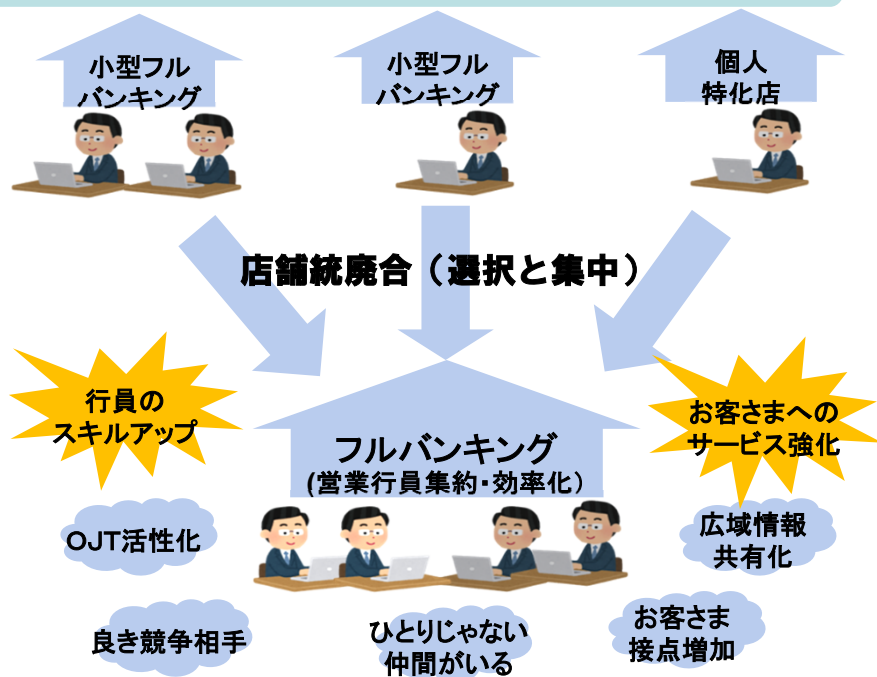 小型フル
バンキング
小型フル
バンキング
個人
特化店
店舗統廃合（選択と集中）
行員の
スキルアップ
お客さまへの
サービス強化
フルバンキング
(営業行員集約・効率化）
OJT活性化
広域情報
共有化
良き競争相手
ひとりじゃない
仲間がいる
お客さま
接点増加